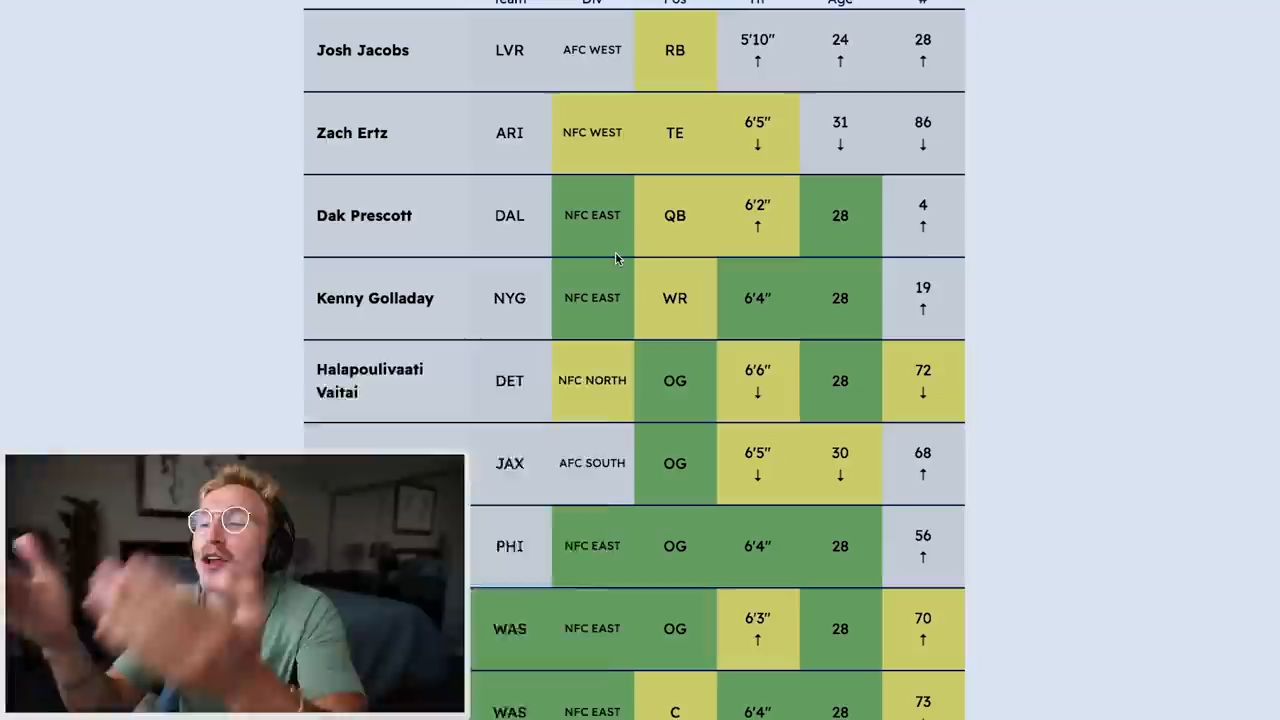 Josh Jacobs LVR AFC WEST RB 5'10" 24 28
↑ ↑ ↑
Zach Ertz ARI NFC WEST TE 6'5" 31 86
↓ ↓ ↓
Dak Prescott DAL NFC EAST QB 6'2" 28 4
↑ ↑
Kenny Golladay NYG NFC EAST WR 6'4" 28 19
↑
Halapoulivaati
Vaitai DET NFC NORTH OG 6'6" 28 72
↓ ↓
JAX AFC SOUTH OG 6'5" 30 68
↓ ↓ ↑
PHI NFC EAST OG 6'4" 28 56
↑
WAS NFC EAST OG 6'3" 28 70
↑ ↑
WAS NFC EAST C 6'4" 28 73